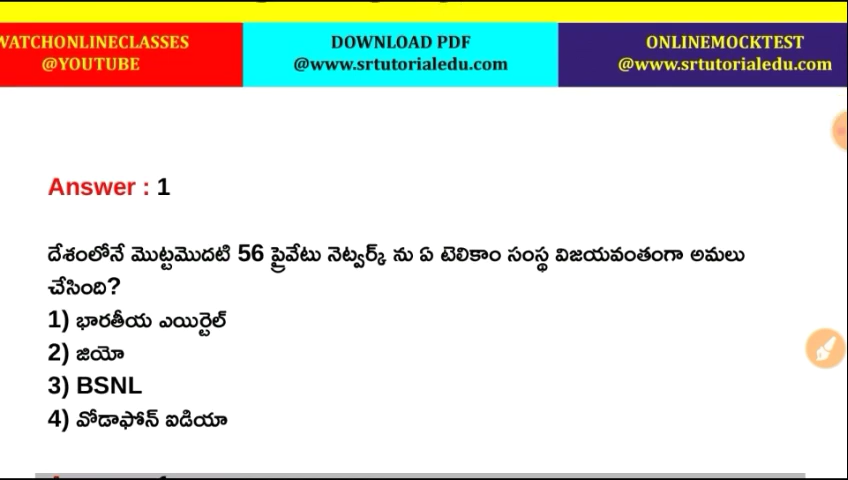 WATCHONLINECLASSES
@YOUTUBE
DOWNLOAD PDF
@www.srtutorialedu.com
ONLINEMOCKTEST
@www.srtutorialedu.com
Answer : 1
దేశంలోనే మొట్టమొదటి 56 ప్రైవేటు నెట్వర్క్ ను ఏ టెలికాం సంస్థ విజయవంతంగా అమలు
చేసింది?
1) భారతీయ ఎయిర్టెల్
2) జియో
3) BSNL
4) వోడాఫోన్ ఐడియా